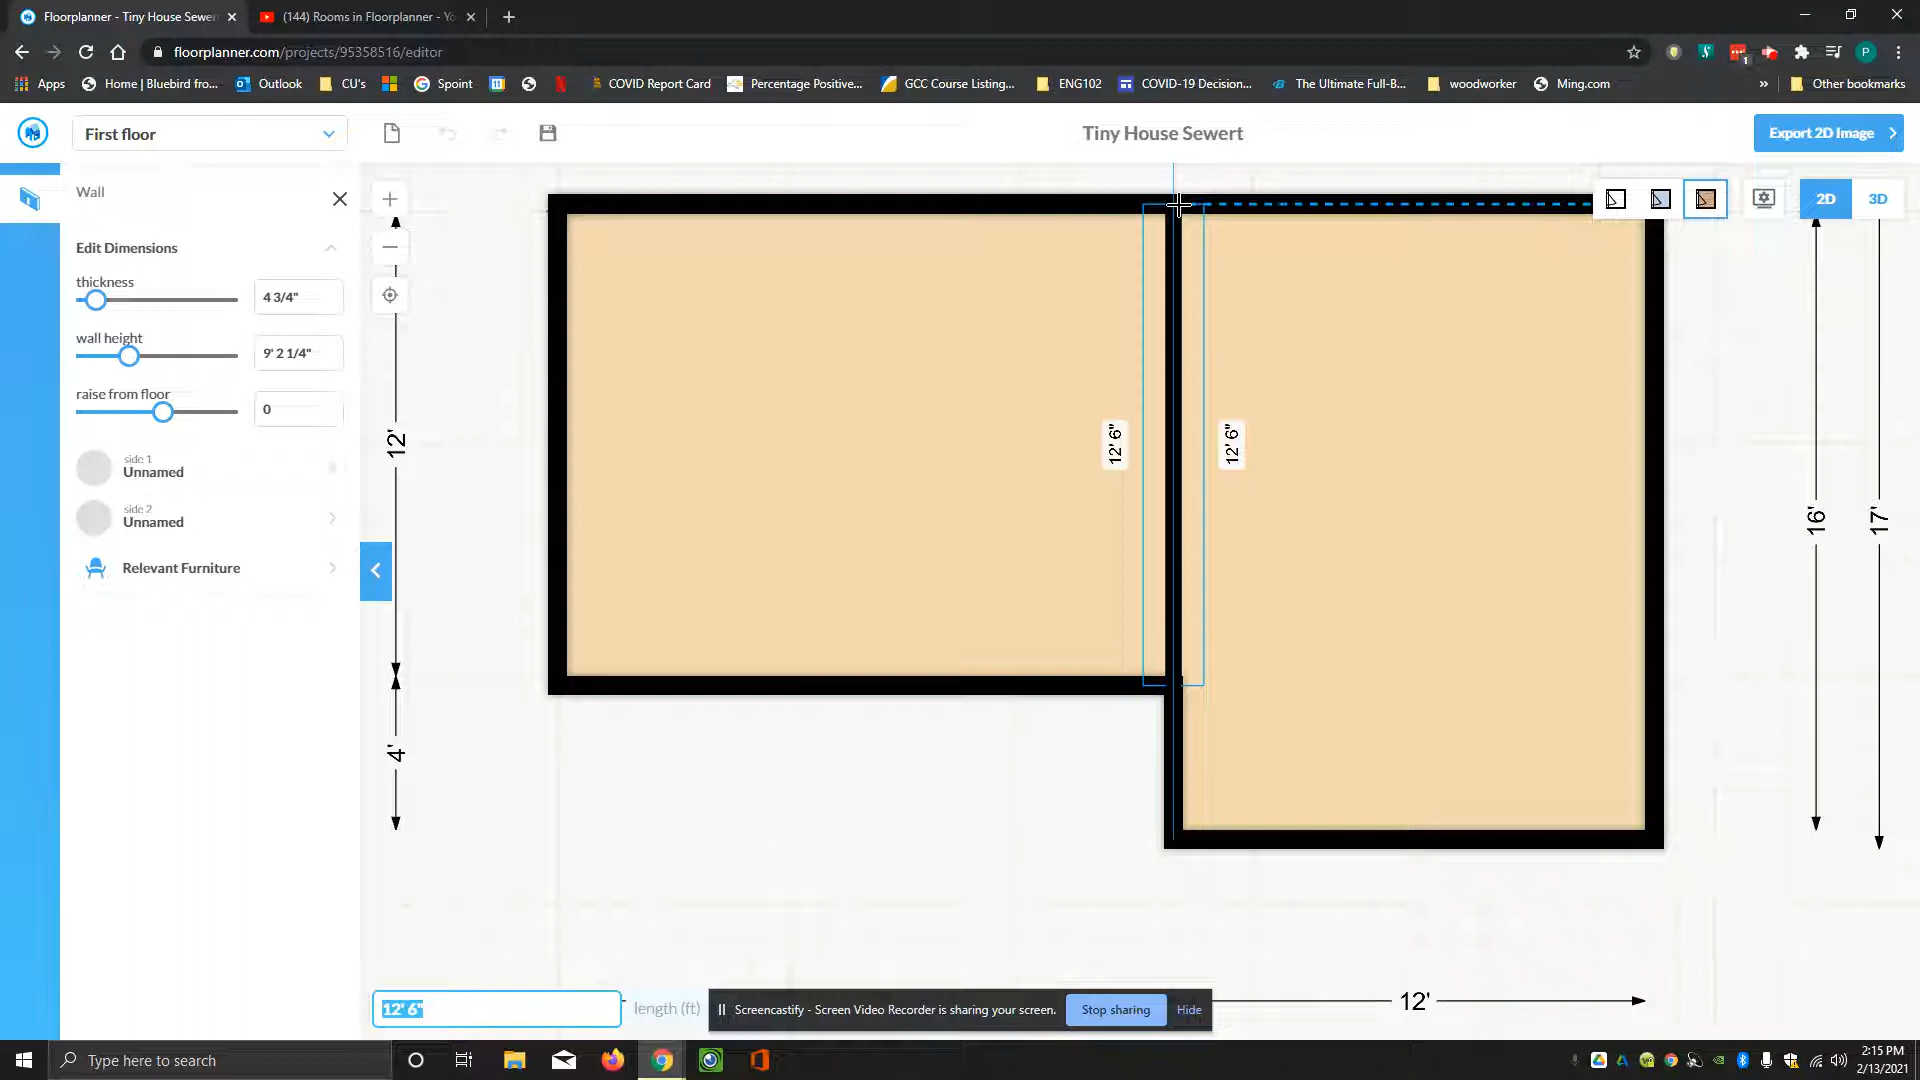 Floorplanner - Tiny House Sewer
(144) Rooms in Floorplanner - Yo
floorplanner.com/projects/95358516/editor
P
1
Apps
Home | Bluebird fro...
Outlook
CU's
Spoint
COVID Report Card
Percentage Positive...
GCC Course Listing...
ENG102
COVID-19 Decision...
The Ultimate Full-B...
woodworker
Ming.com
»
Other bookmarks
First floor
Tiny House Sewert
Export 2D Image
Wall
2D
3D
Edit Dimensions
thickness
4 3/4"
wall height
9' 2 1/4"
raise from floor
0
side 1
Unnamed
side 2
Unnamed
Relevant Furniture
12'
4'
12' 6"
12' 6"
16'
17'
12' 6"
length (ft)
Screencastify - Screen Video Recorder is sharing your screen.
Stop sharing
Hide
12'
Type here to search
2:15 PM
2/13/2021